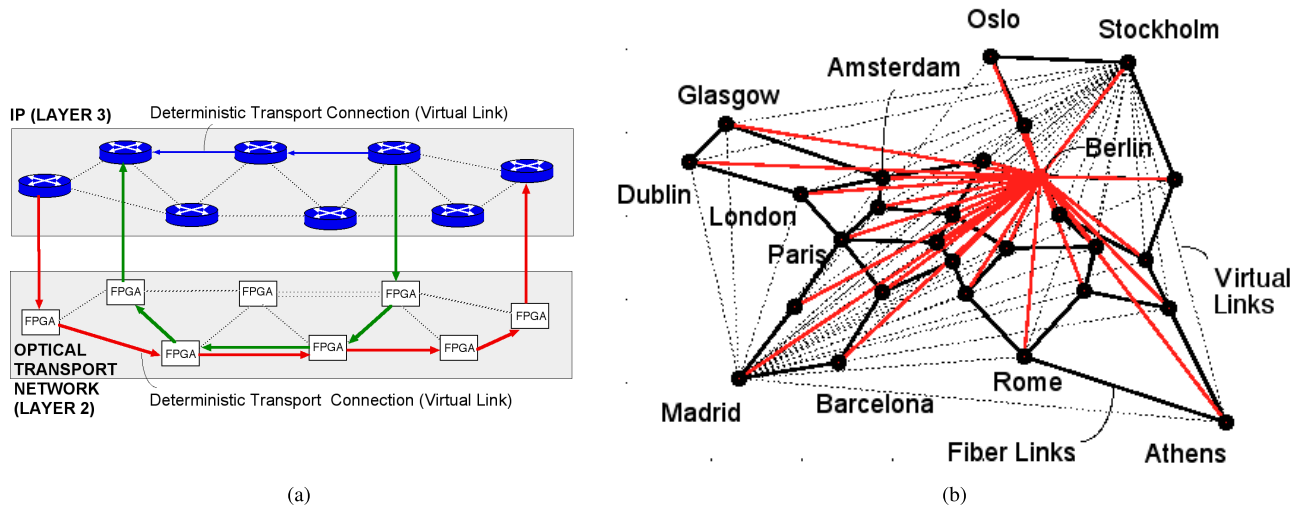 IP (LAYER 3)
Deterministic Transport Connection (Virtual Link)
FPGA
FPGA
FPGA
FPGA
FPGA
FPGA
FPGA
FPGA
OPTICAL
TRANSPORT
NETWORK
(LAYER 2)
Deterministic Transport Connection (Virtual Link)
(a)
Oslo
Stockholm
Amsterdam
Glasgow
Berlin
Dublin
London
Paris
Virtual
Links
Rome
Madrid
Barcelona
Fiber Links
Athens
(b)